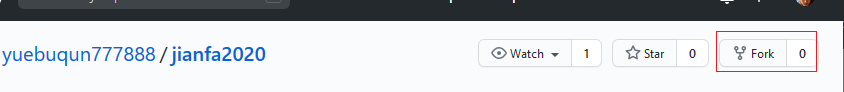 yuebuqun777888 / jianfa2020
Watch 1 Star 0 Fork 0